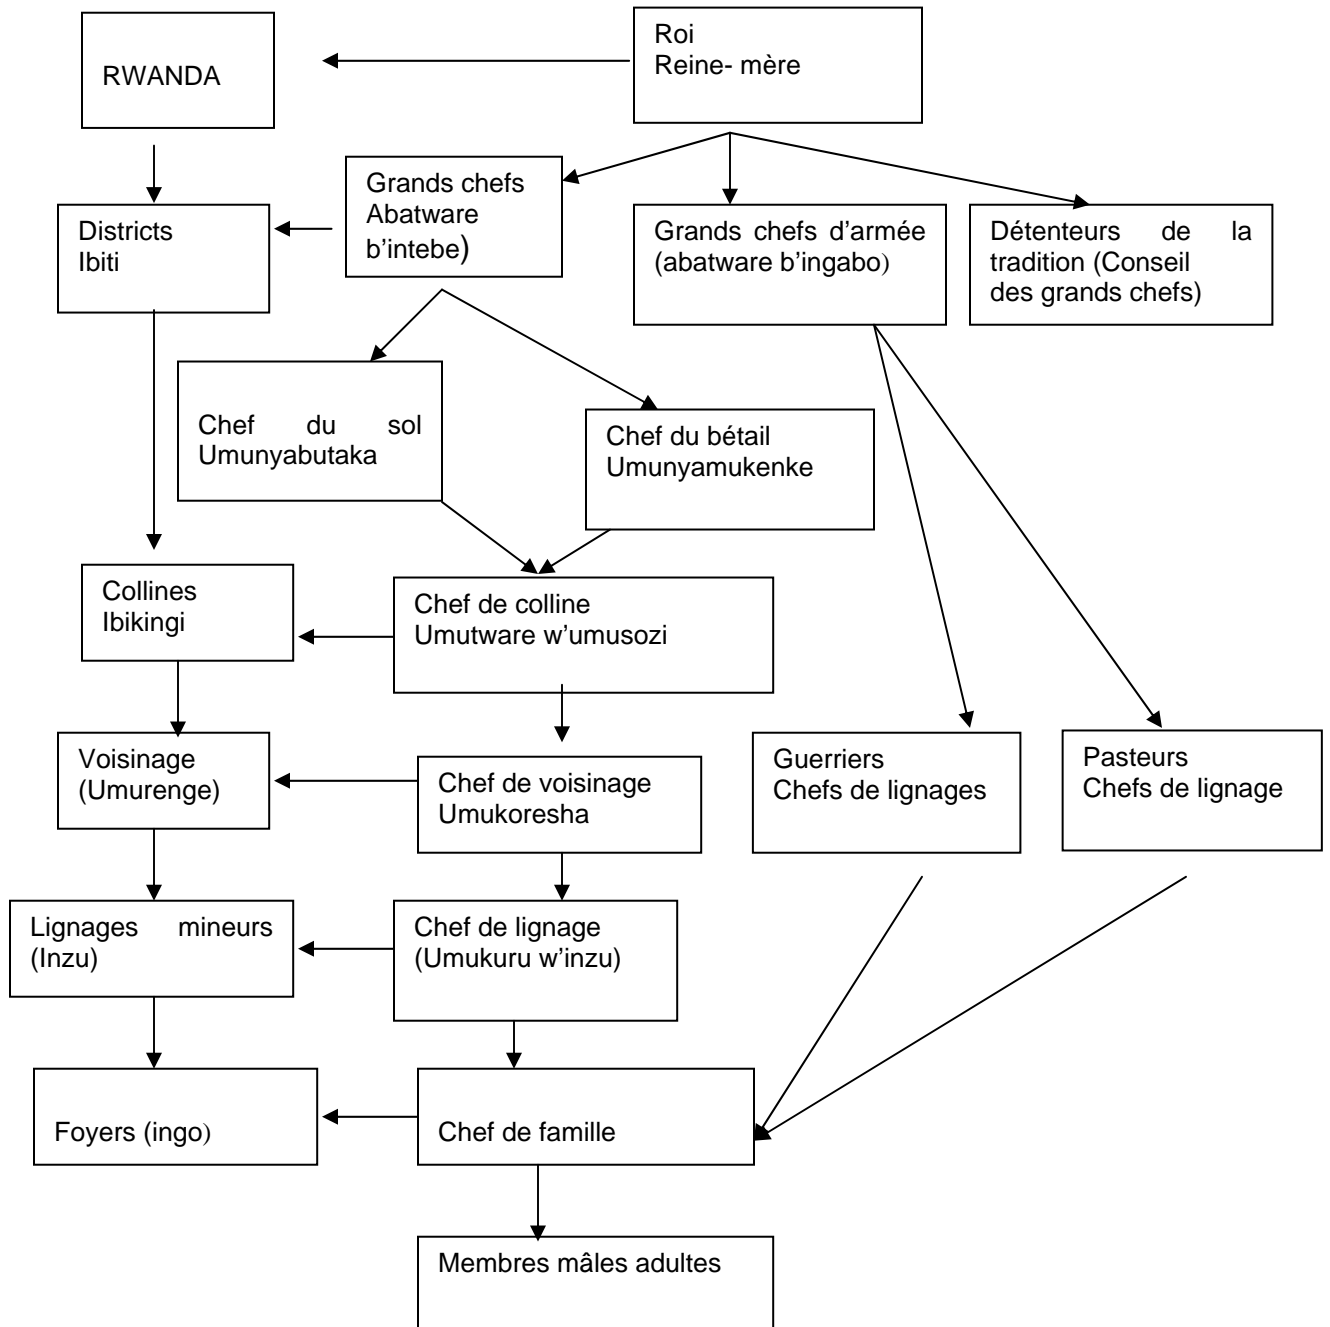 RWANDA
Roi
Reine- mère
Grands chefs
Abatware
b'intebe)
Districts
Ibiti
Grands chefs d'armée
(abatware b'ingabo)
Détenteurs de la
tradition (Conseil
des grands chefs)
Chef du sol
Umunyabutaka
Chef du bétail
Umunyamukenke
Collines
Ibikingi
Chef de colline
Umutware w'umusozi
Voisinage
(Umurenge)
Chef de voisinage
Umukoresha
Guerriers
Chefs de lignages
Pasteurs
Chefs de lignage
Lignages mineurs
(Inzu)
Chef de lignage
(Umukuru w'inzu)
Foyers (ingo)
Chef de famille
Membres mâles adultes